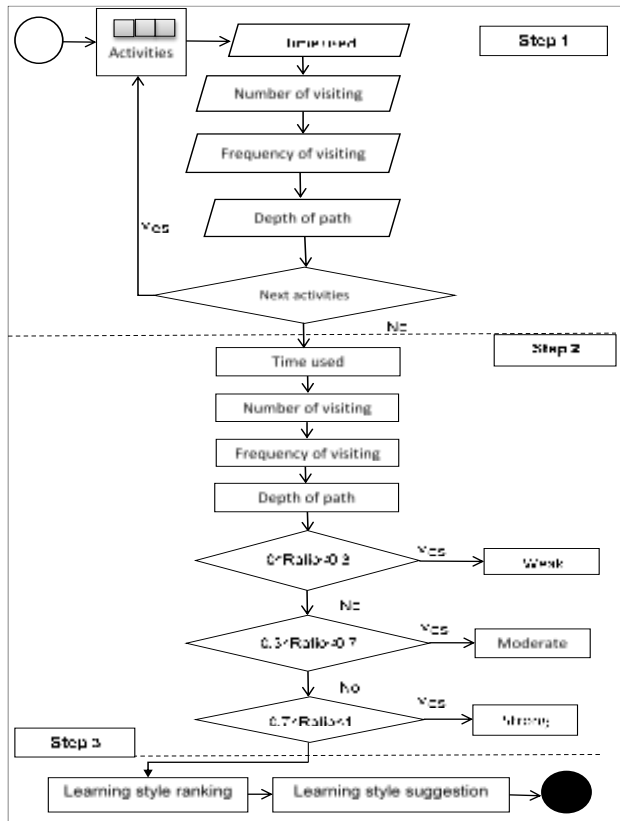 Step 1
Activities
Time used
Number of visiting
Frequency of visiting
Depth of path
Yes
Next activities
No
Step 2
Time used
Number of visiting
Frequency of visiting
Depth of path
Yes
Weak
No
Yes
Moderate
No
Yes
Strong
Step 3
Learning style ranking
Learning style suggestion